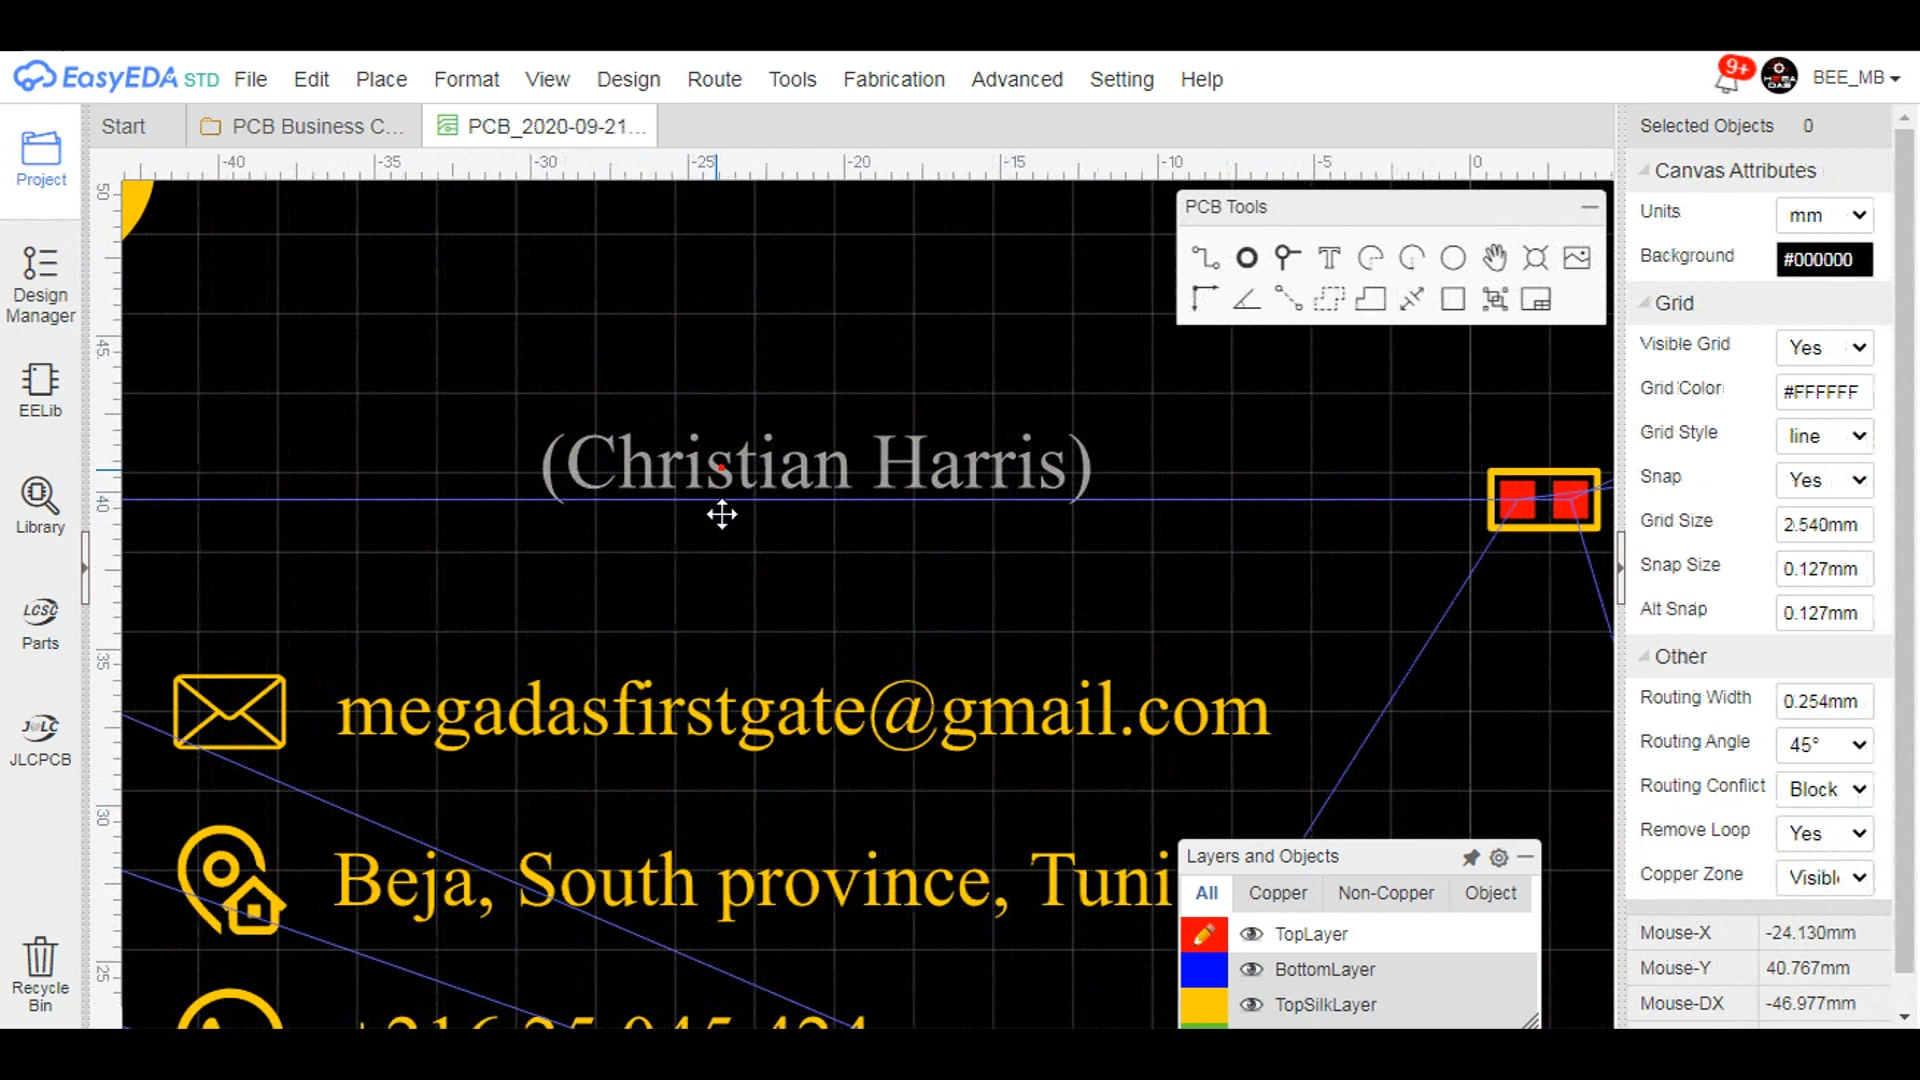 EasyEDA STD File Edit Place Format View Design Route Tools Fabrication Advanced Setting Help 9+ BEE_MB
Start PCB Business C... PCB_2020-09-21...
-40 -35 -30 -25 -20 -15 -10 -5 0
50
45
40
35
30
25
Project
Design Manager
EELib
Library
LCSC
Parts
JLCPCB
Recycle Bin
PCB Tools
(Christian Harris)
megadasfirstgate@gmail.com
Beja, South province, Tuni
Layers and Objects
All Copper Non-Copper Object
TopLayer
BottomLayer
TopSilkLayer
Selected Objects 0
Canvas Attributes
Units mm
Background #000000
Grid
Visible Grid Yes
Grid Color #FFFFFF
Grid Style line
Snap Yes
Grid Size 2.540mm
Snap Size 0.127mm
Alt Snap 0.127mm
Other
Routing Width 0.254mm
Routing Angle 45°
Routing Conflict Block
Remove Loop Yes
Copper Zone Visibl
Mouse-X -24.130mm
Mouse-Y 40.767mm
Mouse-DX -46.977mm